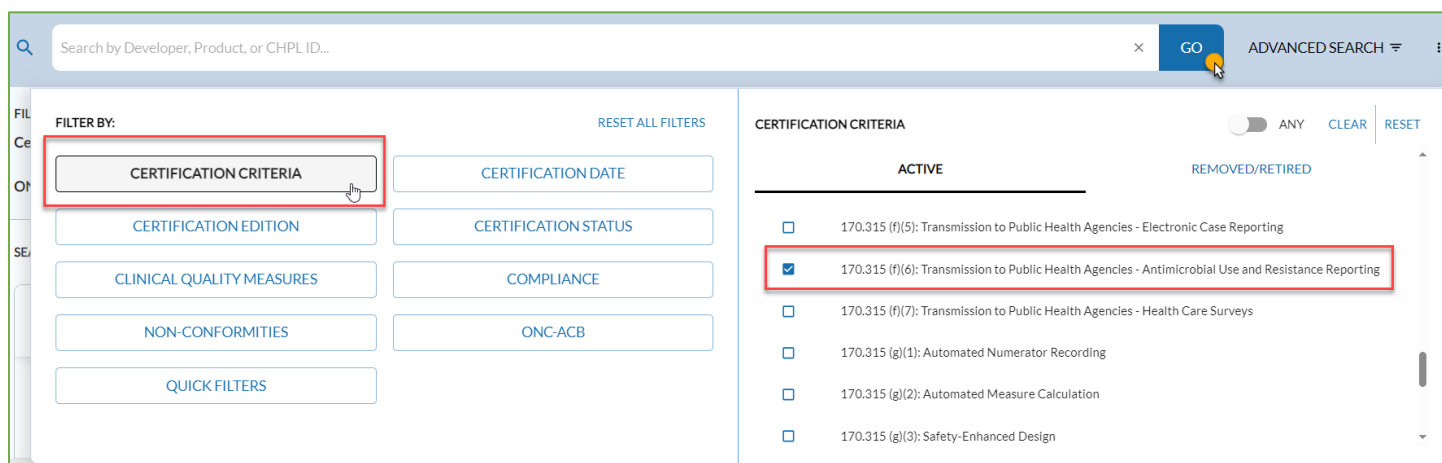 Search by Developer, Product, or CHPL ID...
GO
ADVANCED SEARCH
FIL
Ce
ON
SEA
FILTER BY:
RESET ALL FILTERS
CERTIFICATION CRITERIA
CERTIFICATION DATE
CERTIFICATION EDITION
CERTIFICATION STATUS
CLINICAL QUALITY MEASURES
COMPLIANCE
NON-CONFORMITIES
ONC-ACB
QUICK FILTERS
CERTIFICATION CRITERIA
ANY
CLEAR
RESET
ACTIVE
REMOVED/RETIRED
170.315 (f)(5): Transmission to Public Health Agencies - Electronic Case Reporting
170.315 (f)(6): Transmission to Public Health Agencies - Antimicrobial Use and Resistance Reporting
170.315 (f)(7): Transmission to Public Health Agencies - Health Care Surveys
170.315 (g)(1): Automated Numerator Recording
170.315 (g)(2): Automated Measure Calculation
170.315 (g)(3): Safety-Enhanced Design